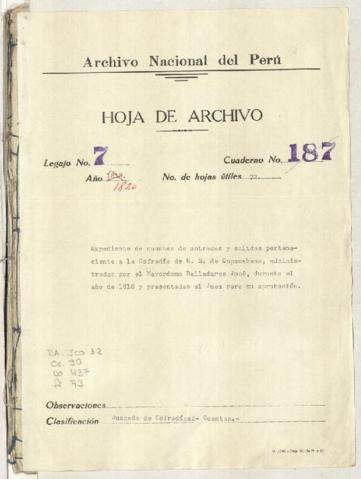 Archivo Nacional del Perú
HOJA DE ARCHIVO
Legajo No. 7
Cuaderno No. 187
Año
1820
No. de hojas útiles 72
Expediente de cuentas de entradas y salidas pertene-
ciente a la Cofradía de N. S. de Copacabana, adminis-
tradas por el Mayordomo Balladares José, durante el
año de 1818 y presentadas al Juez para su aprobación.
Observaciones
Clasificación Juzgado de Cofradías.- Cuentas.-